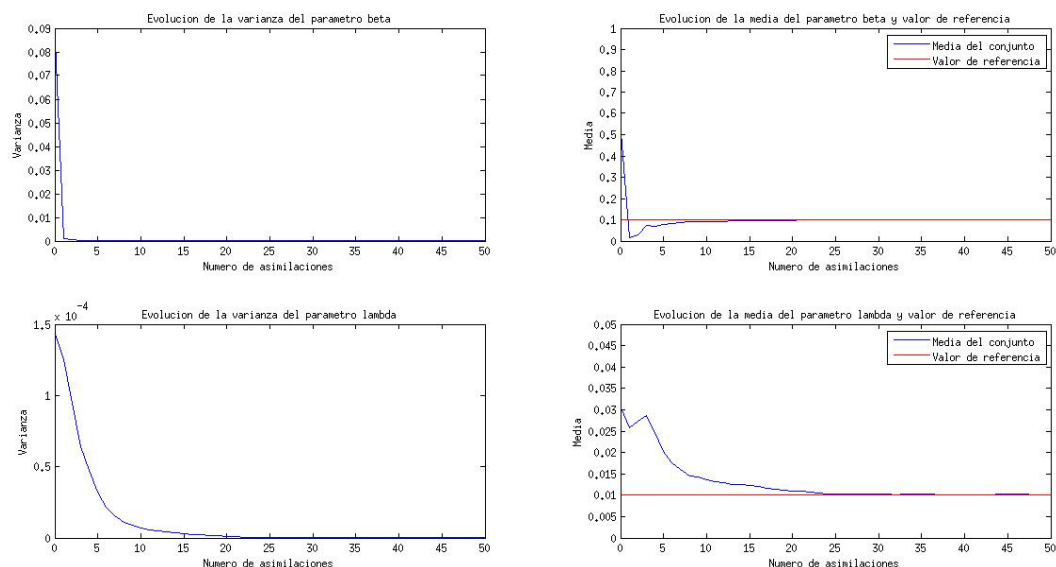 Evolucion de la varianza del parametro beta
0.09
0.08
0.07
0.06
0.05
0.04
0.03
0.02
0.01
0
Varianza
0 5 10 15 20 25 30 35 40 45 50
Numero de asimilaciones
Evolucion de la media del parametro beta y valor de referencia
1
0.9
0.8
0.7
0.6
0.5
0.4
0.3
0.2
0.1
0
Media
Media del conjunto
Valor de referencia
0 5 10 15 20 25 30 35 40 45 50
Numero de asimilaciones
Evolucion de la varianza del parametro lambda
x 10^-4
1.5
1
0.5
0
Varianza
0 5 10 15 20 25 30 35 40 45 50
Numero de asimilaciones
Evolucion de la media del parametro lambda y valor de referencia
0.05
0.045
0.04
0.035
0.03
0.025
0.02
0.015
0.01
0.005
0
Media
Media del conjunto
Valor de referencia
0 5 10 15 20 25 30 35 40 45 50
Numero de asimilaciones